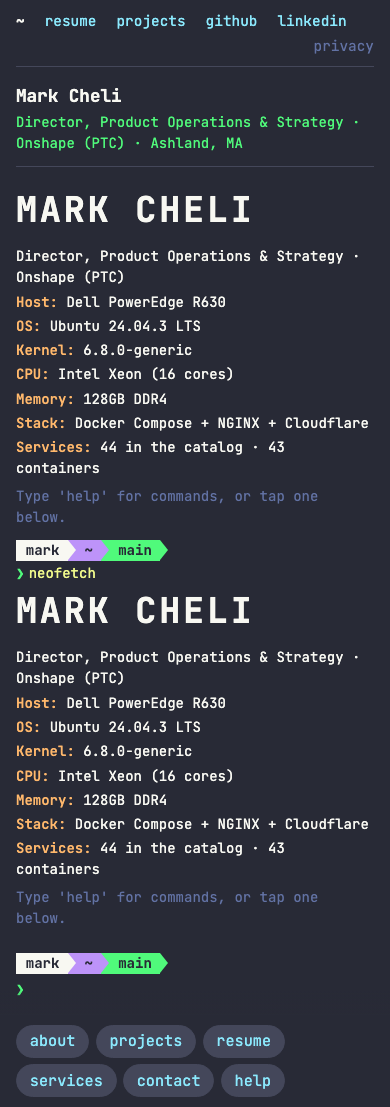 ~ resume projects github linkedin
privacy
Mark Cheli
Director, Product Operations & Strategy ·
Onshape (PTC) · Ashland, MA
MARK CHELI
Director, Product Operations & Strategy ·
Onshape (PTC)
Host: Dell PowerEdge R630
OS: Ubuntu 24.04.3 LTS
Kernel: 6.8.0-generic
CPU: Intel Xeon (16 cores)
Memory: 128GB DDR4
Stack: Docker Compose + NGINX + Cloudflare
Services: 44 in the catalog · 43
containers
Type 'help' for commands, or tap one
below.
mark ~ main
❯ neofetch
MARK CHELI
Director, Product Operations & Strategy ·
Onshape (PTC)
Host: Dell PowerEdge R630
OS: Ubuntu 24.04.3 LTS
Kernel: 6.8.0-generic
CPU: Intel Xeon (16 cores)
Memory: 128GB DDR4
Stack: Docker Compose + NGINX + Cloudflare
Services: 44 in the catalog · 43
containers
Type 'help' for commands, or tap one
below.
mark ~ main
❯
about projects resume
services contact help